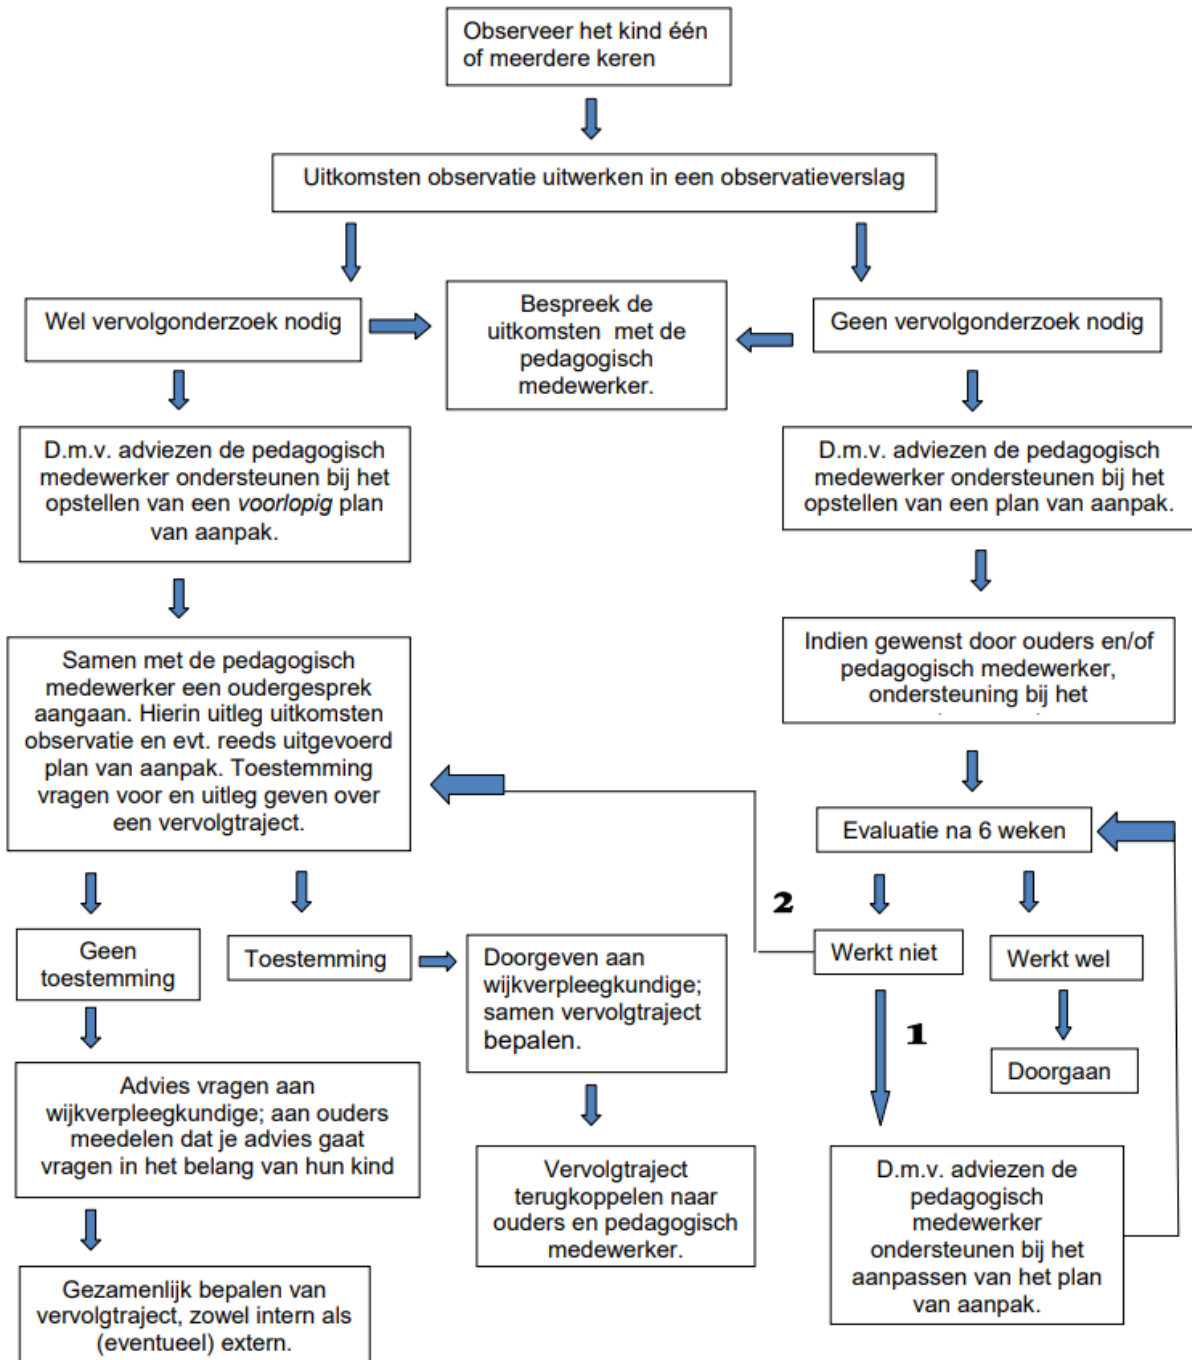 Observeer het kind één
of meerdere keren
Uitkomsten observatie uitwerken in een observatieverslag
Wel vervolgonderzoek nodig
Bespreek de
uitkomsten met de
pedagogisch
medewerker.
Geen vervolgonderzoek nodig
D.m.v. adviezen de pedagogisch
medewerker ondersteunen bij het
opstellen van een voorlopig plan
van aanpak.
D.m.v. adviezen de pedagogisch
medewerker ondersteunen bij het
opstellen van een plan van aanpak.
Samen met de pedagogisch
medewerker een oudergesprek
aangaan. Hierin uitleg uitkomsten
observatie en evt. reeds uitgevoerd
plan van aanpak. Toestemming
vragen voor en uitleg geven over
een vervolgtraject.
Indien gewenst door ouders en/of
pedagogisch medewerker,
ondersteuning bij het
Evaluatie na 6 weken
2
Geen
toestemming
Toestemming
Doorgeven aan
wijkverpleegkundige;
samen vervolgtraject
bepalen.
Werkt niet
Werkt wel
1
Doorgaan
Advies vragen aan
wijkverpleegkundige; aan ouders
meedelen dat je advies gaat
vragen in het belang van hun kind
Vervolgtraject
terugkoppelen naar
ouders en pedagogisch
medewerker.
D.m.v. adviezen de
pedagogisch
medewerker
ondersteunen bij het
aanpassen van het plan
van aanpak.
Gezamenlijk bepalen van
vervolgtraject, zowel intern als
(eventueel) extern.